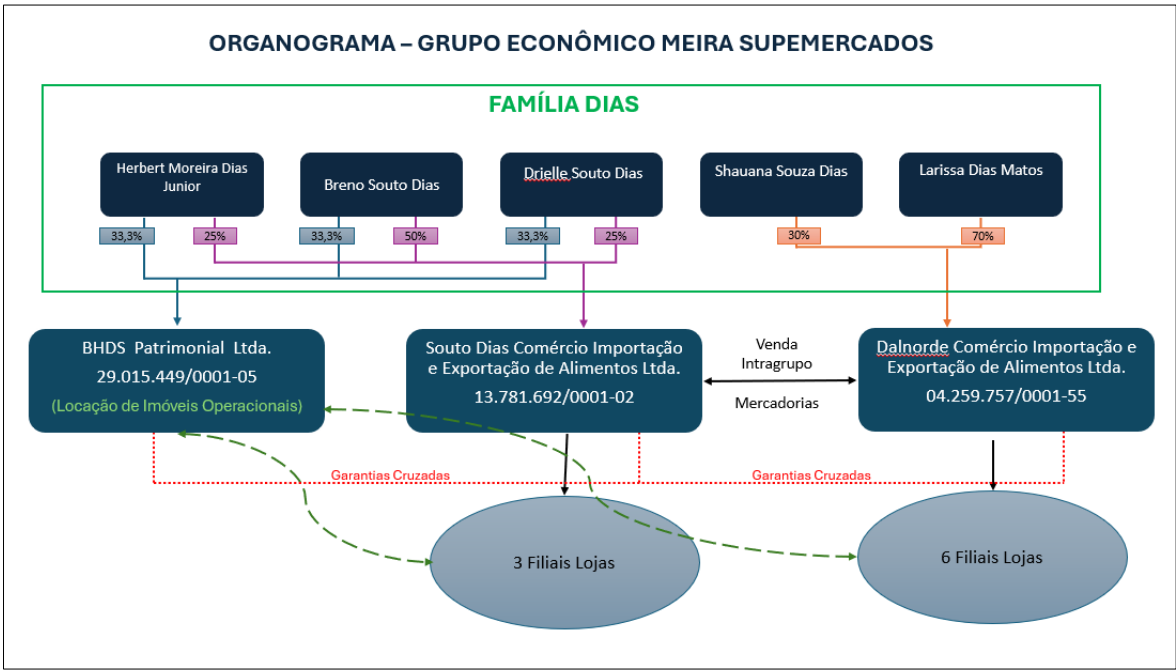 ORGANOGRAMA – GRUPO ECONÔMICO MEIRA SUPEMERCADOS
FAMÍLIA DIAS
Herbert Moreira Dias
Junior
Breno Souto Dias
Drielle Souto Dias
Shauana Souza Dias
Larissa Dias Matos
33,3%
25%
33,3%
50%
33,3%
25%
30%
70%
BHDS Patrimonial Ltda.
29.015.449/0001-05
(Locação de Imóveis Operacionais)
Souto Dias Comércio Importação
e Exportação de Alimentos Ltda.
13.781.692/0001-02
Venda
Intragrupo
Mercadorias
Dalnorde Comércio Importação e
Exportação de Alimentos Ltda.
04.259.757/0001-55
Garantias Cruzadas
Garantias Cruzadas
3 Filiais Lojas
6 Filiais Lojas